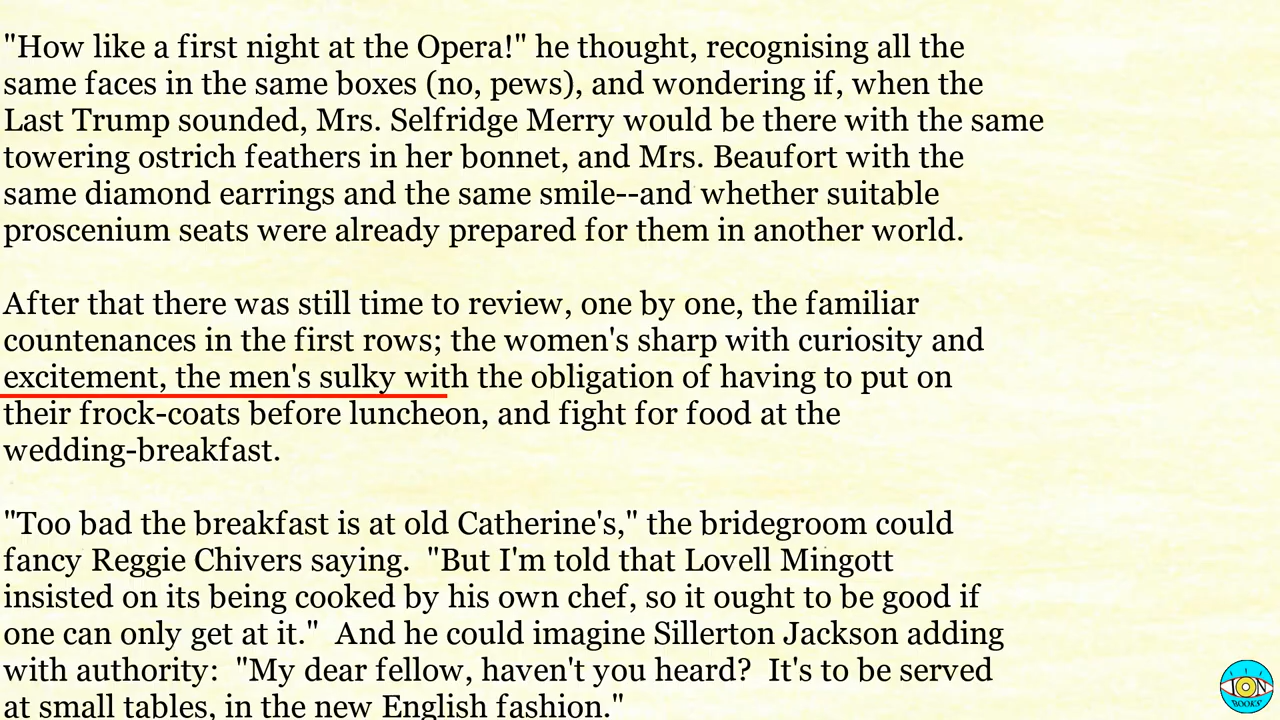 "How like a first night at the Opera!" he thought, recognising all the
same faces in the same boxes (no, pews), and wondering if, when the
Last Trump sounded, Mrs. Selfridge Merry would be there with the same
towering ostrich feathers in her bonnet, and Mrs. Beaufort with the
same diamond earrings and the same smile--and whether suitable
proscenium seats were already prepared for them in another world.
After that there was still time to review, one by one, the familiar
countenances in the first rows; the women's sharp with curiosity and
excitement, the men's sulky with the obligation of having to put on
their frock-coats before luncheon, and fight for food at the
wedding-breakfast.
"Too bad the breakfast is at old Catherine's," the bridegroom could
fancy Reggie Chivers saying.  "But I'm told that Lovell Mingott
insisted on its being cooked by his own chef, so it ought to be good if
one can only get at it."  And he could imagine Sillerton Jackson adding
with authority:  "My dear fellow, haven't you heard?  It's to be served
at small tables, in the new English fashion."
ION
BOOKS